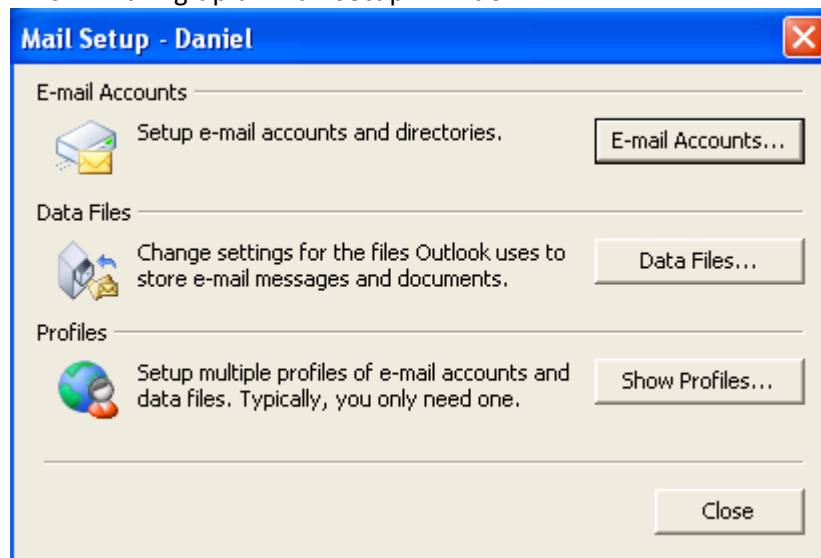 Mail Setup - Daniel
E-mail Accounts
Setup e-mail accounts and directories.
E-mail Accounts...
Data Files
Change settings for the files Outlook uses to
store e-mail messages and documents.
Data Files...
Profiles
Setup multiple profiles of e-mail accounts and
data files. Typically, you only need one.
Show Profiles...
Close